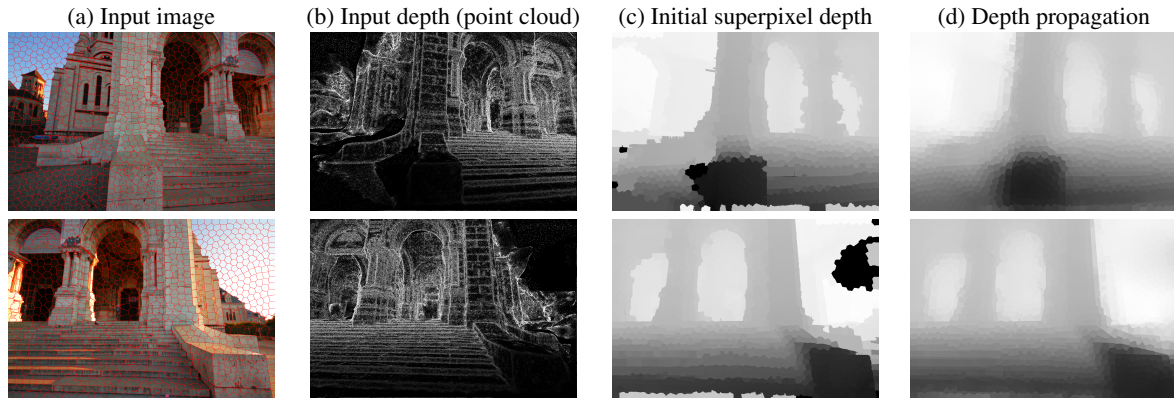 (a) Input image
(b) Input depth (point cloud)
(c) Initial superpixel depth
(d) Depth propagation